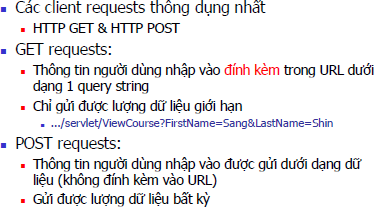 Các client requests thông dụng nhất
HTTP GET & HTTP POST
GET requests:
Thông tin người dùng nhập vào đính kèm trong URL dưới
dạng 1 query string
Chỉ gửi được lượng dữ liệu giới hạn
.../servlet/ViewCourse?FirstName=Sang&LastName=Shin
POST requests:
Thông tin người dùng nhập vào được gửi dưới dạng dữ
liệu (không đính kèm vào URL)
Gửi được lượng dữ liệu bất kỳ